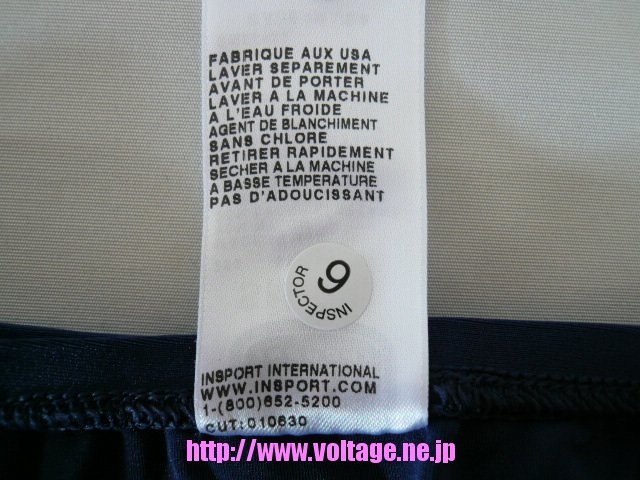 FABRIQUE AUX USA
LAVER SEPAREMENT
AVANT DE PORTER
LAVER A LA MACHINE
A L'EAU FROIDE
AGENT DE BLANCHIMENT
SANS CHLORE
RETIRER RAPIDEMENT
SECHER A LA MACHINE
A BASSE TEMPERATURE
PAS D'ADOUCISSANT
9
INSPECTOR
INSPORT INTERNATIONAL
WWW.INSPORT.COM
1-(800)652-5200
CUT: 010630
http://www.voltage.ne.jp